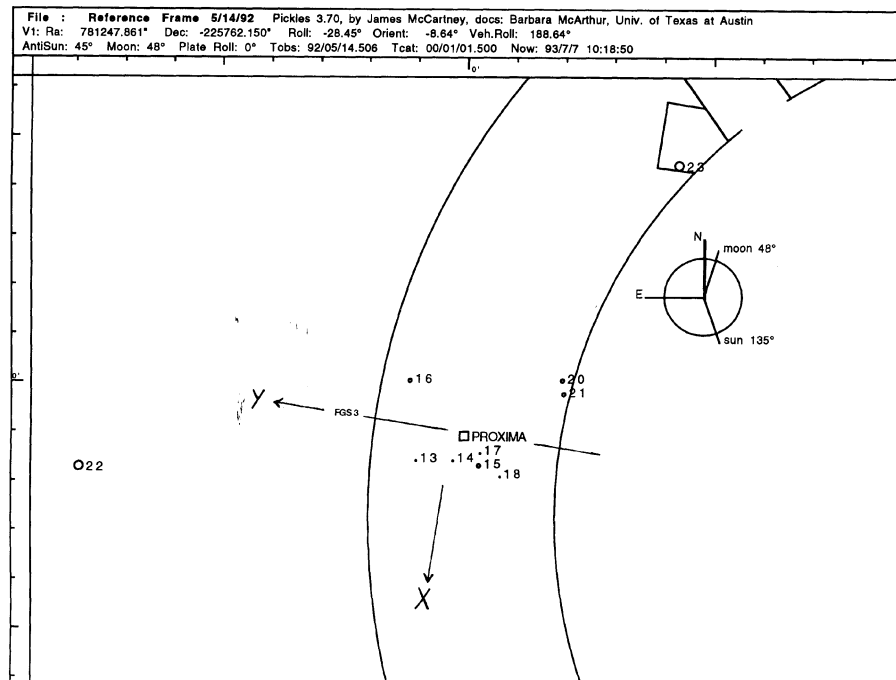 File : Reference Frame 5/14/92 Pickles 3.70, by James McCartney, docs: Barbara McArthur, Univ. of Texas at Austin
V1: Ra: 781247.861" Dec: -225762.150" Roll: -28.45° Orient: -8.64° Veh.Roll: 188.64°
AntiSun: 45° Moon: 48° Plate Roll: 0° Tobs: 92/05/14.506 Tcat: 00/01/01.500 Now: 93/7/7 10:18:50
0'
23
N
moon 48°
E
sun 135°
0'
16
20
21
Y
FGS3
PROXIMA
17
13
14
15
22
18
X